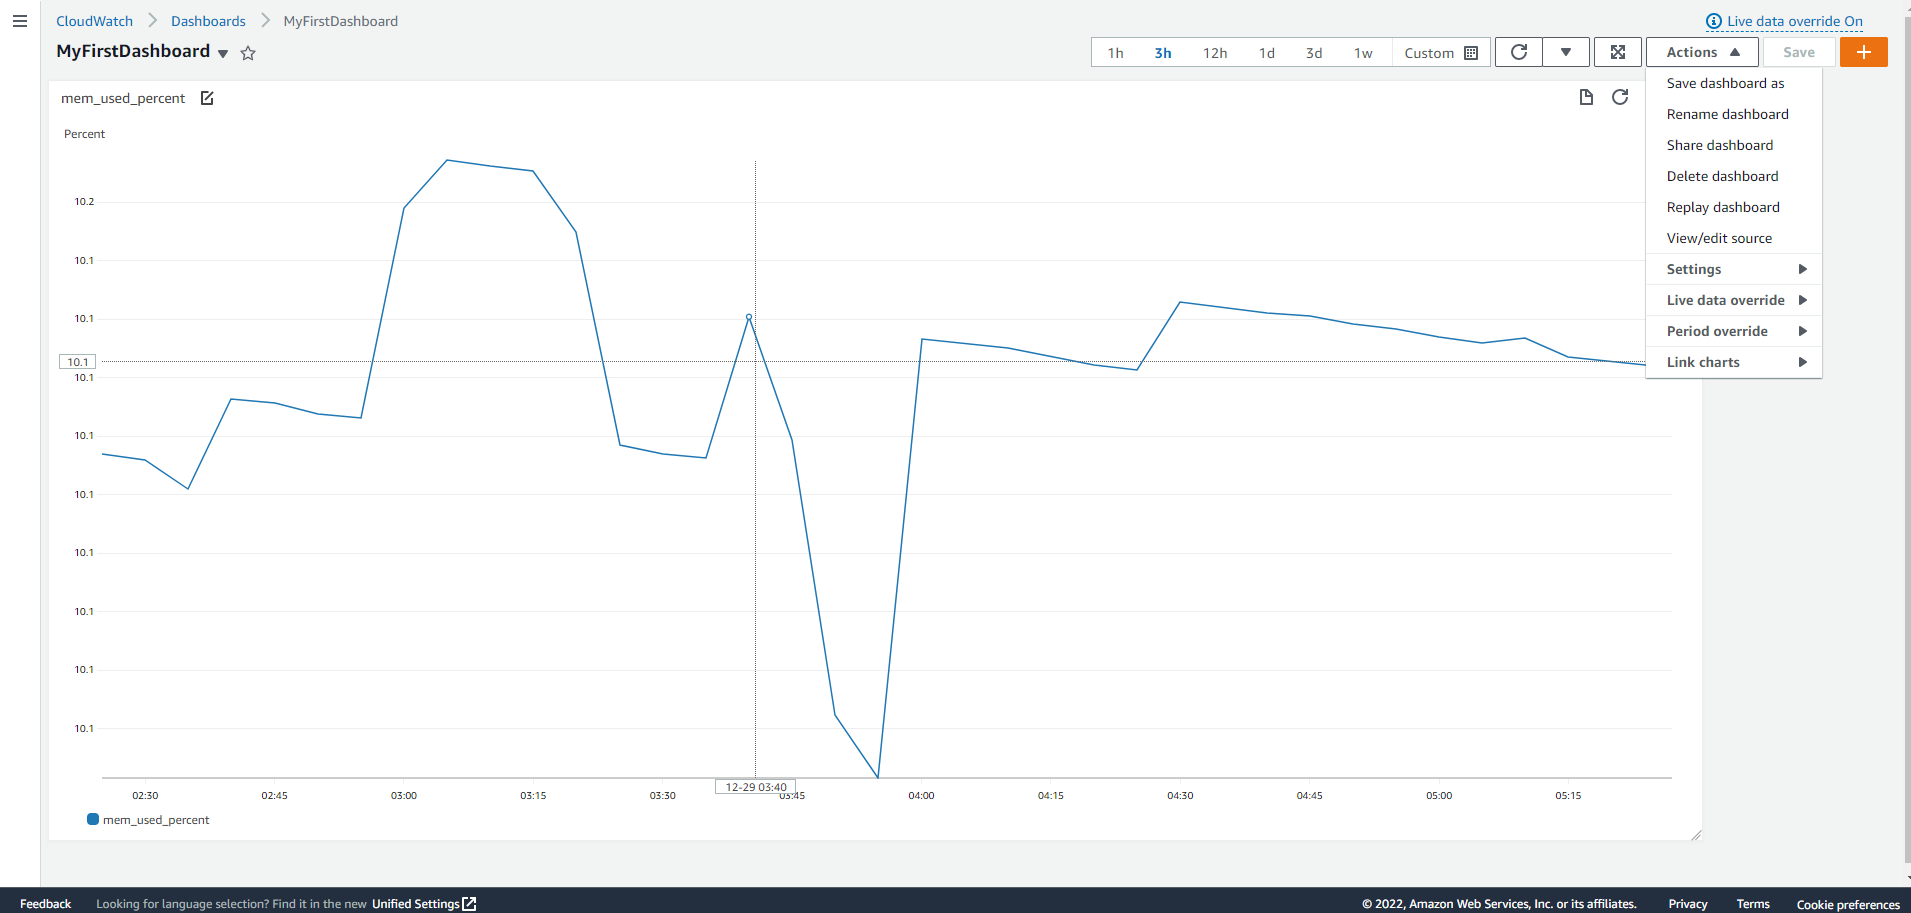 CloudWatch
Dashboards
MyFirstDashboard
Live data override On
MyFirstDashboard
1h 3h 12h 1d 3d 1w Custom
Actions
Save
Save dashboard as
Rename dashboard
Share dashboard
Delete dashboard
Replay dashboard
View/edit source
Settings
Live data override
Period override
Link charts
mem_used_percent
Percent
10.2
10.1
10.1
10.1
10.1
10.1
10.1
10.1
10.1
10.1
10.1
12-29 03:40
02:30 02:45 03:00 03:15 03:30 03:45 04:00 04:15 04:30 04:45 05:00 05:15
mem_used_percent
Feedback Looking for language selection? Find it in the new Unified Settings
© 2022, Amazon Web Services, Inc. or its affiliates. Privacy Terms Cookie preferences